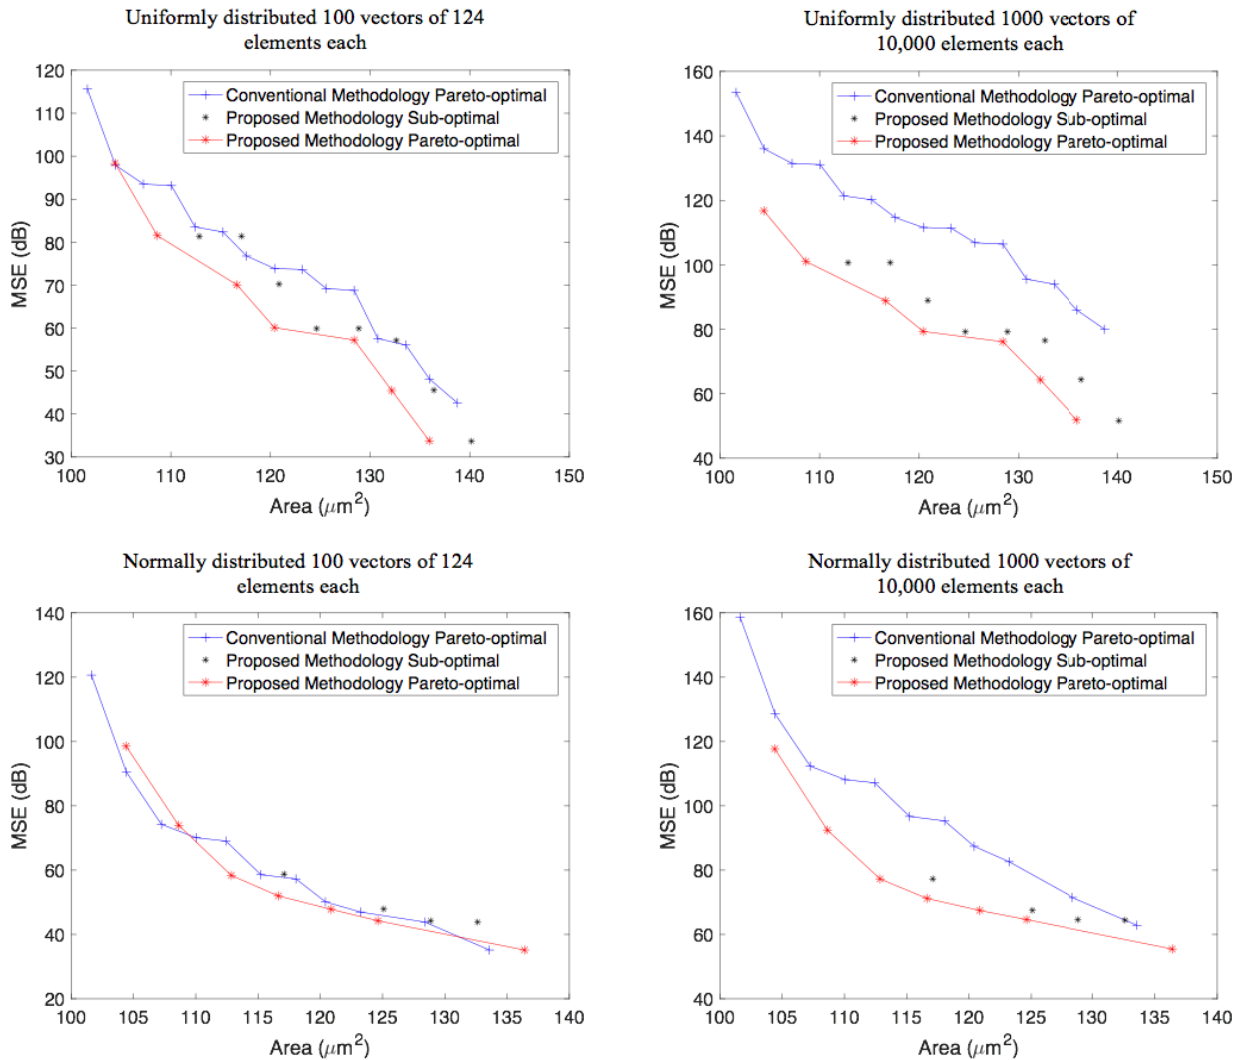 Uniformly distributed 100 vectors of 124
elements each
120
110
100
90
80
70
60
50
40
30
100
110
120
130
140
150
MSE (dB)
Area (μm²)
Conventional Methodology Pareto-optimal
Proposed Methodology Sub-optimal
Proposed Methodology Pareto-optimal
Uniformly distributed 1000 vectors of
10,000 elements each
160
140
120
100
80
60
40
100
110
120
130
140
150
MSE (dB)
Area (μm²)
Conventional Methodology Pareto-optimal
Proposed Methodology Sub-optimal
Proposed Methodology Pareto-optimal
Normally distributed 100 vectors of 124
elements each
140
120
100
80
60
40
20
100
105
110
115
120
125
130
135
140
MSE (dB)
Area (μm²)
Conventional Methodology Pareto-optimal
Proposed Methodology Sub-optimal
Proposed Methodology Pareto-optimal
Normally distributed 1000 vectors of
10,000 elements each
160
140
120
100
80
60
40
100
105
110
115
120
125
130
135
140
MSE (dB)
Area (μm²)
Conventional Methodology Pareto-optimal
Proposed Methodology Sub-optimal
Proposed Methodology Pareto-optimal